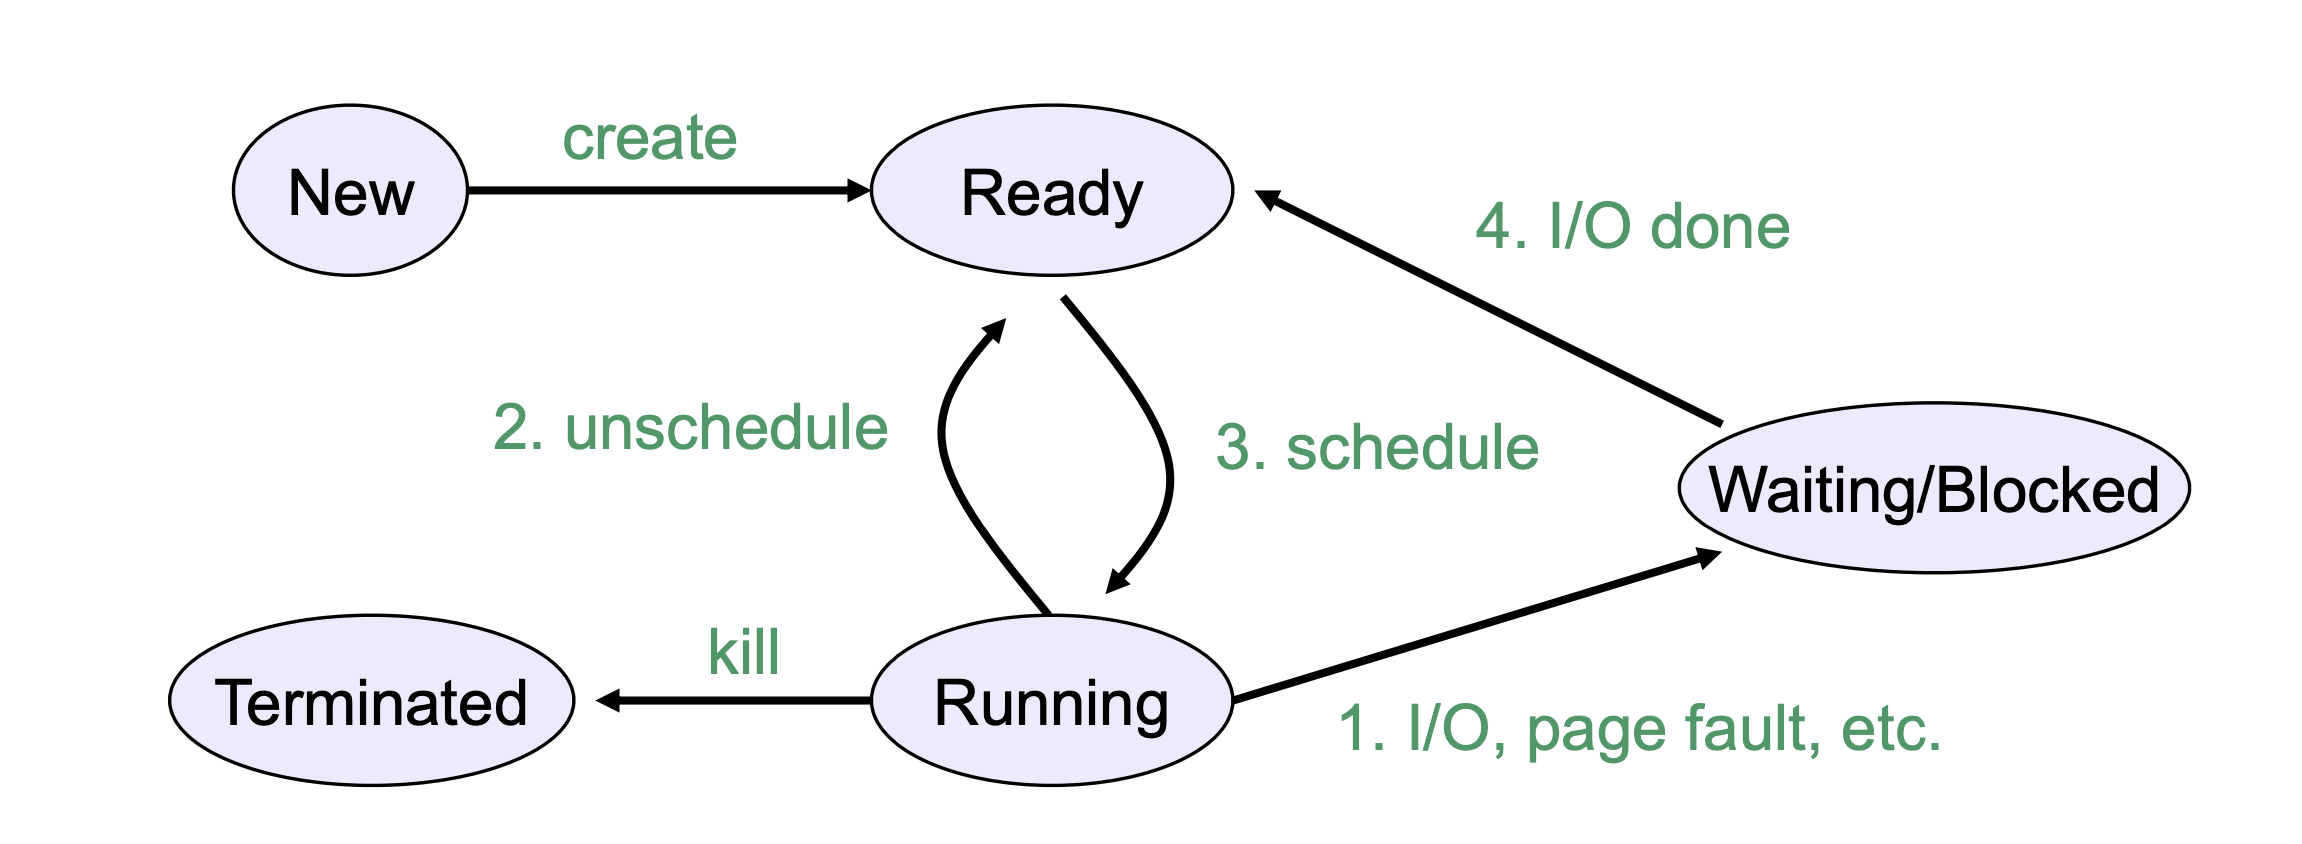 New
create
Ready
4. I/O done
2. unschedule
3. schedule
Waiting/Blocked
Terminated
kill
Running
1. I/O, page fault, etc.